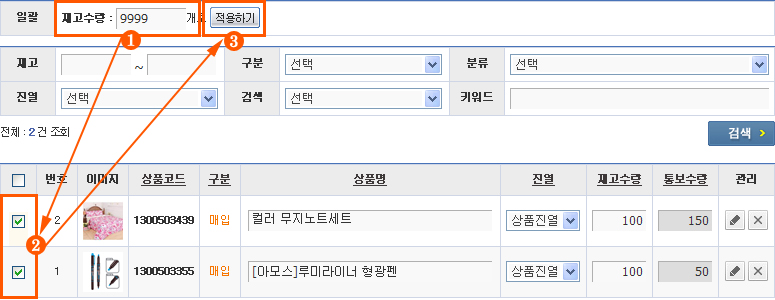 일괄 재고수량 : 9999 개로 적용하기
1 3
재고 ~ 구분 선택 분류 선택
진열 선택 검색 선택 키워드
전체 : 2건 조회
검색
번호 이미지 상품코드 구분 상품명 진열 재고수량 통보수량 관리
2 1300503439 매입 컬러 무지노트세트 상품진열 100 150
2
1 1300503355 매입 [아모스]루미라이너 형광펜 상품진열 100 50